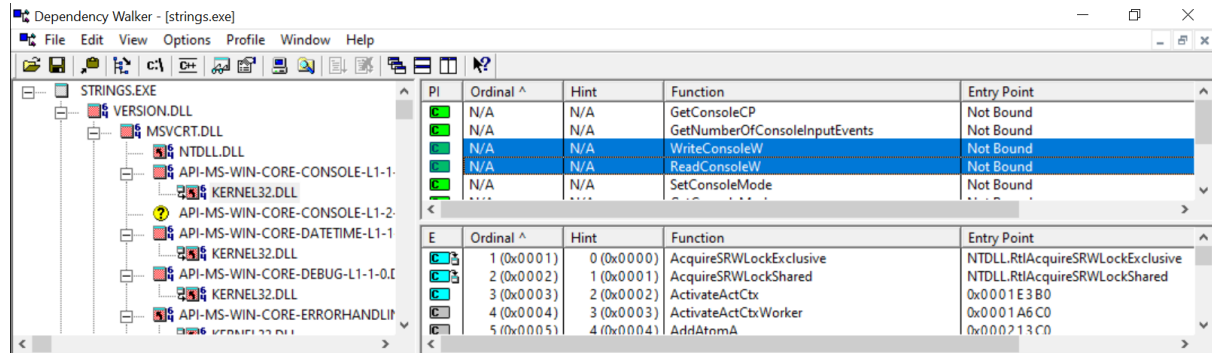 Dependency Walker - [strings.exe]
File Edit View Options Profile Window Help
c:\ C++
STRINGS.EXE
VERSION.DLL
MSVCRT.DLL
NTDLL.DLL
API-MS-WIN-CORE-CONSOLE-L1-1-
KERNEL32.DLL
API-MS-WIN-CORE-CONSOLE-L1-2-
API-MS-WIN-CORE-DATETIME-L1-1
KERNEL32.DLL
API-MS-WIN-CORE-DEBUG-L1-1-0.D
KERNEL32.DLL
API-MS-WIN-CORE-ERRORHANDLIN
KERNEL32.DLL
PI Ordinal ^ Hint Function Entry Point
C N/A N/A GetConsoleCP Not Bound
C N/A N/A GetNumberOfConsoleInputEvents Not Bound
C N/A N/A WriteConsoleW Not Bound
C N/A N/A ReadConsoleW Not Bound
C N/A N/A SetConsoleMode Not Bound
E Ordinal ^ Hint Function Entry Point
C 1 (0x0001) 0 (0x0000) AcquireSRWLockExclusive NTDLL.RtlAcquireSRWLockExclusive
C 2 (0x0002) 1 (0x0001) AcquireSRWLockShared NTDLL.RtlAcquireSRWLockShared
C 3 (0x0003) 2 (0x0002) ActivateActCtx 0x0001E3B0
C 4 (0x0004) 3 (0x0003) ActivateActCtxWorker 0x0001A6C0
C 5 (0x0005) 4 (0x0004) AddAtomA 0x000213C0